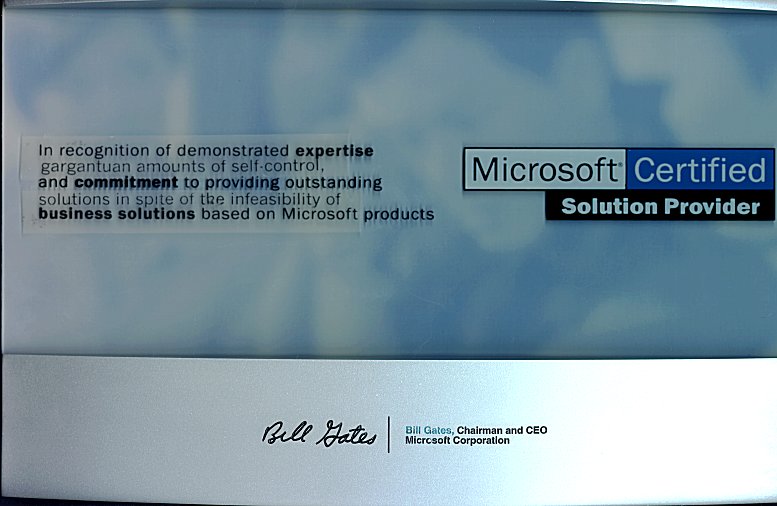 In recognition of demonstrated expertise
gargantuan amounts of self-control,
and commitment to providing outstanding
solutions in spite of the infeasibility of
business solutions based on Microsoft products
Microsoft® Certified
Solution Provider
Bill Gates
Bill Gates, Chairman and CEO
Microsoft Corporation